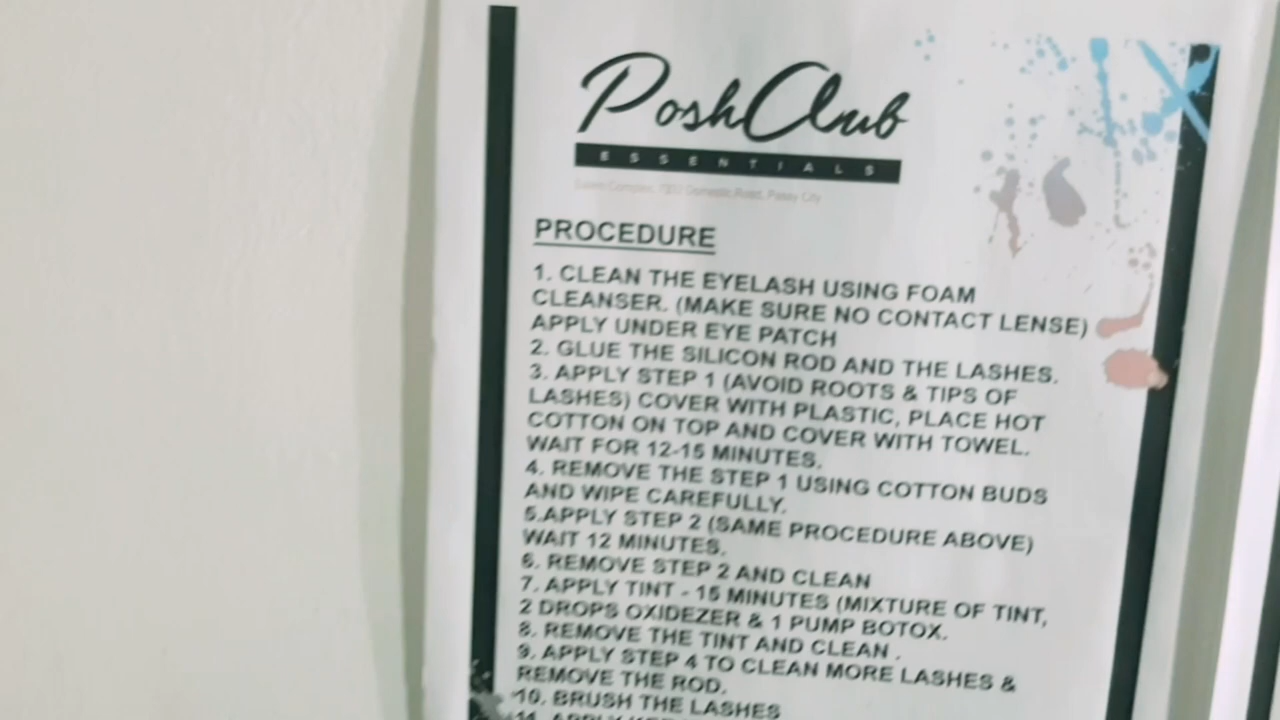 PoshClub
ESSENTIALS
Road, Pasay City
PROCEDURE
1. CLEAN THE EYELASH USING FOAM
CLEANSER. (MAKE SURE NO CONTACT LENSE)
APPLY UNDER EYE PATCH
2. GLUE THE SILICON ROD AND THE LASHES.
3. APPLY STEP 1 (AVOID ROOTS & TIPS OF
LASHES) COVER WITH PLASTIC, PLACE HOT
COTTON ON TOP AND COVER WITH TOWEL.
WAIT FOR 12-15 MINUTES.
4. REMOVE THE STEP 1 USING COTTON BUDS
AND WIPE CAREFULLY.
5.APPLY STEP 2 (SAME PROCEDURE ABOVE)
WAIT 12 MINUTES.
6. REMOVE STEP 2 AND CLEAN
7. APPLY TINT - 15 MINUTES (MIXTURE OF TINT,
2 DROPS OXIDEZER & 1 PUMP BOTOX.
8. REMOVE THE TINT AND CLEAN .
9. APPLY STEP 4 TO CLEAN MORE LASHES &
REMOVE THE ROD.
10. BRUSH THE LASHES
11. APPLY